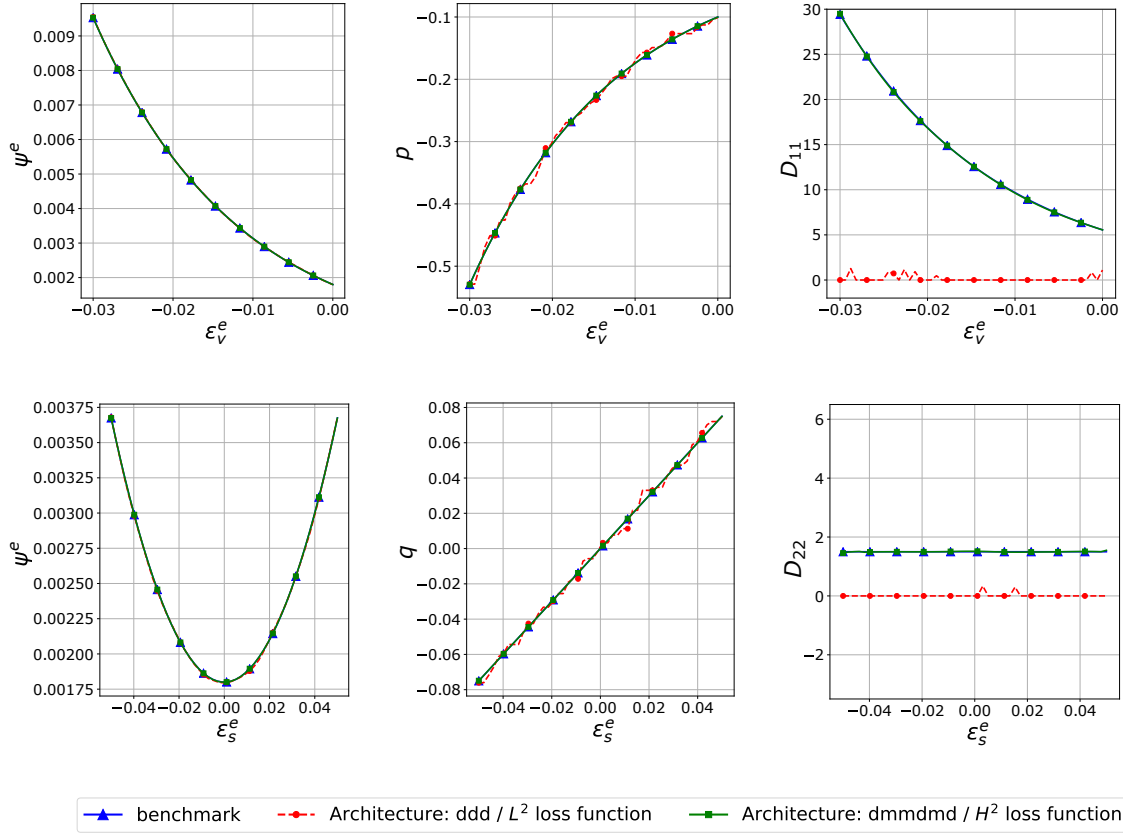 0.009
0.008
0.007
0.006
0.005
0.004
0.003
0.002
ψ^e
−0.03 −0.02 −0.01 0.00
ε_v^e
−0.1
−0.2
−0.3
−0.4
−0.5
p
−0.03 −0.02 −0.01 0.00
ε_v^e
30
25
20
15
10
5
0
D_11
−0.03 −0.02 −0.01 0.00
ε_v^e
0.00375
0.00350
0.00325
0.00300
0.00275
0.00250
0.00225
0.00200
0.00175
ψ^e
−0.04 −0.02 0.00 0.02 0.04
ε_s^e
0.08
0.06
0.04
0.02
0.00
−0.02
−0.04
−0.06
−0.08
q
−0.04 −0.02 0.00 0.02 0.04
ε_s^e
6
4
2
0
−2
D_22
−0.04 −0.02 0.00 0.02 0.04
ε_s^e
benchmark Architecture: ddd / L² loss function Architecture: dmmdmd / H² loss function